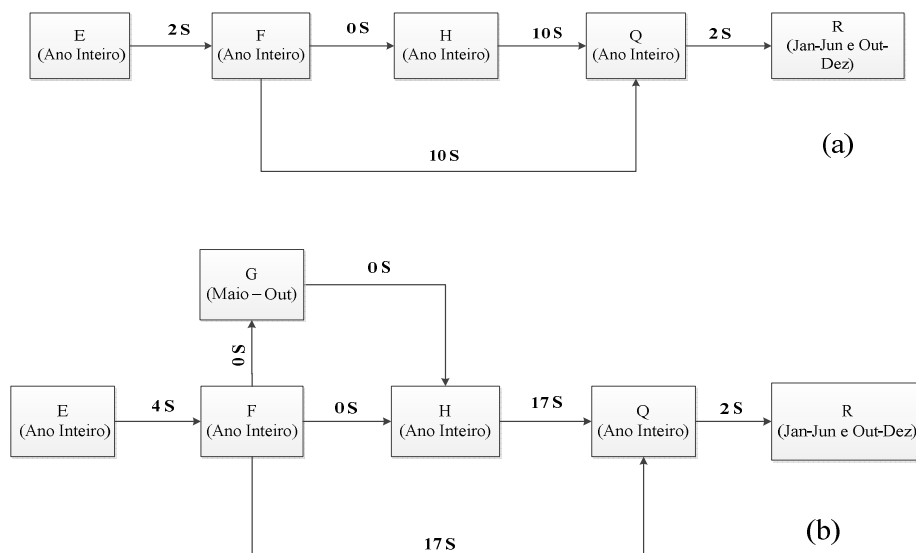 E
(Ano Inteiro)
2 S
F
(Ano Inteiro)
0 S
H
(Ano Inteiro)
10 S
Q
(Ano Inteiro)
2 S
R
(Jan-Jun e Out-
Dez)
10 S
(a)
G
(Maio – Out)
0 S
0 S
E
(Ano Inteiro)
4 S
F
(Ano Inteiro)
0 S
H
(Ano Inteiro)
17 S
Q
(Ano Inteiro)
2 S
R
(Jan-Jun e Out-Dez)
17 S
(b)